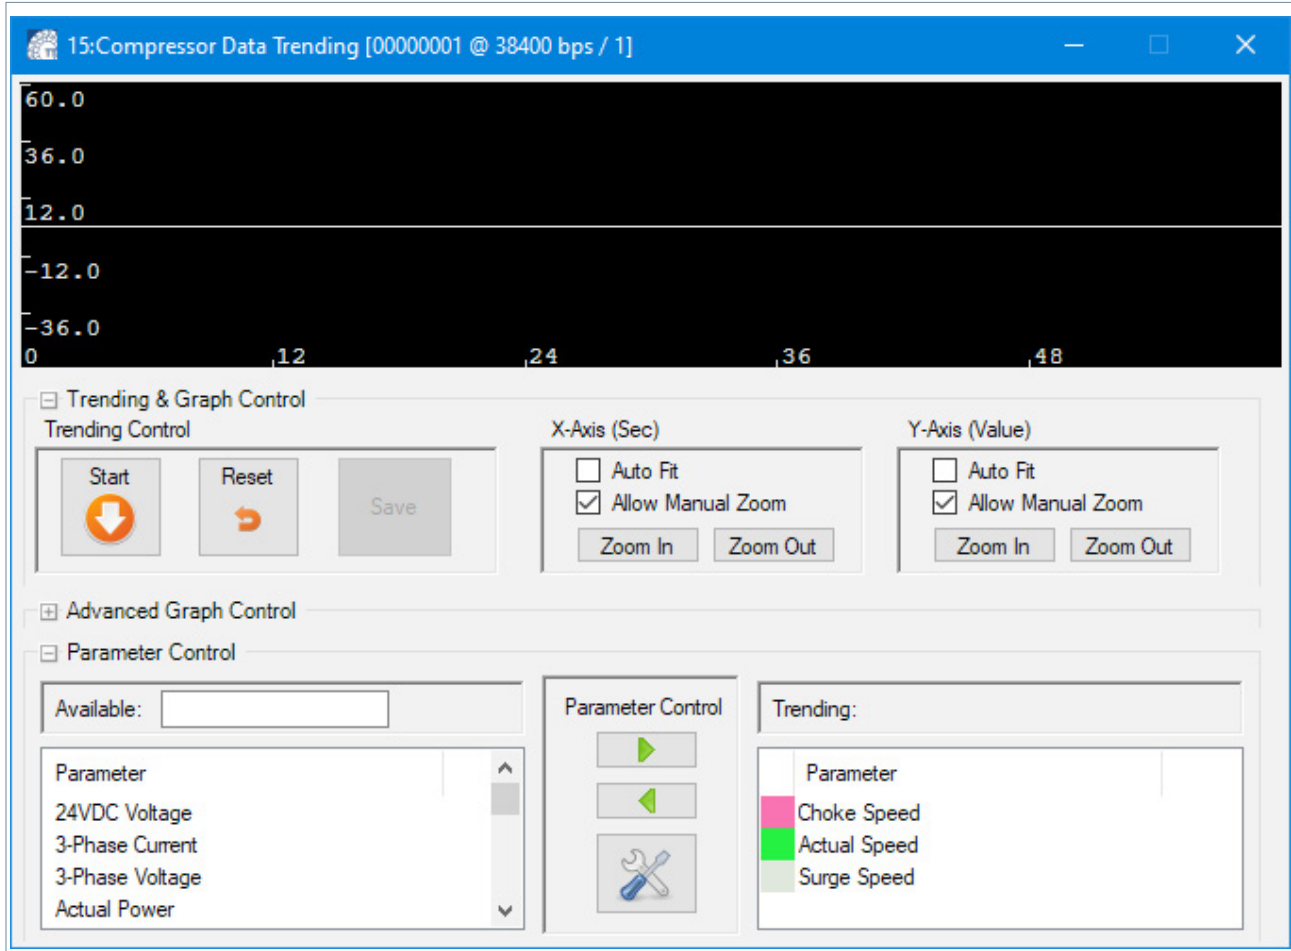 15:Compressor Data Trending [00000001 @ 38400 bps / 1]
60.0
36.0
12.0
-12.0
-36.0
0 12 24 36 48
Trending & Graph Control
Trending Control X-Axis (Sec) Y-Axis (Value)
Start Reset Save Auto Fit Auto Fit
Allow Manual Zoom Allow Manual Zoom
Zoom In Zoom Out Zoom In Zoom Out
Advanced Graph Control
Parameter Control
Available: Parameter Control Trending:
Parameter Parameter
24VDC Voltage Choke Speed
3-Phase Current Actual Speed
3-Phase Voltage Surge Speed
Actual Power